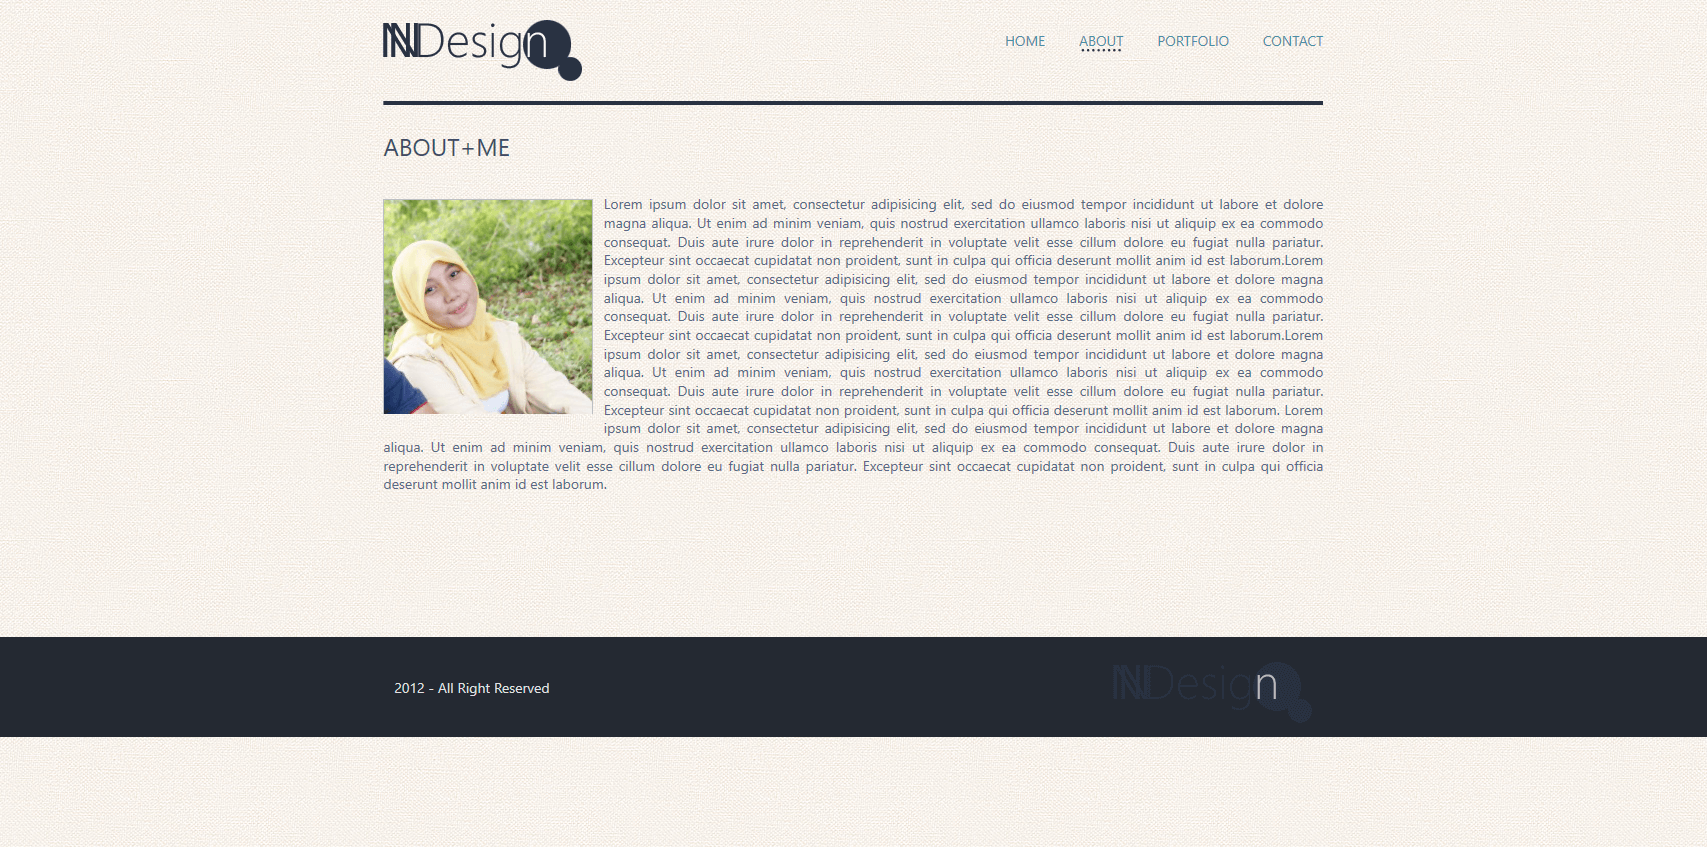 NNDesign
HOME ABOUT PORTFOLIO CONTACT
ABOUT+ME
Lorem ipsum dolor sit amet, consectetur adipisicing elit, sed do eiusmod tempor incididunt ut labore et dolore
magna aliqua. Ut enim ad minim veniam, quis nostrud exercitation ullamco laboris nisi ut aliquip ex ea commodo
consequat. Duis aute irure dolor in reprehenderit in voluptate velit esse cillum dolore eu fugiat nulla pariatur.
Excepteur sint occaecat cupidatat non proident, sunt in culpa qui officia deserunt mollit anim id est laborum.Lorem
ipsum dolor sit amet, consectetur adipisicing elit, sed do eiusmod tempor incididunt ut labore et dolore magna
aliqua. Ut enim ad minim veniam, quis nostrud exercitation ullamco laboris nisi ut aliquip ex ea commodo
consequat. Duis aute irure dolor in reprehenderit in voluptate velit esse cillum dolore eu fugiat nulla pariatur.
Excepteur sint occaecat cupidatat non proident, sunt in culpa qui officia deserunt mollit anim id est laborum.Lorem
ipsum dolor sit amet, consectetur adipisicing elit, sed do eiusmod tempor incididunt ut labore et dolore magna
aliqua. Ut enim ad minim veniam, quis nostrud exercitation ullamco laboris nisi ut aliquip ex ea commodo
consequat. Duis aute irure dolor in reprehenderit in voluptate velit esse cillum dolore eu fugiat nulla pariatur.
Excepteur sint occaecat cupidatat non proident, sunt in culpa qui officia deserunt mollit anim id est laborum. Lorem
ipsum dolor sit amet, consectetur adipisicing elit, sed do eiusmod tempor incididunt ut labore et dolore magna
aliqua. Ut enim ad minim veniam, quis nostrud exercitation ullamco laboris nisi ut aliquip ex ea commodo consequat. Duis aute irure dolor in
reprehenderit in voluptate velit esse cillum dolore eu fugiat nulla pariatur. Excepteur sint occaecat cupidatat non proident, sunt in culpa qui officia
deserunt mollit anim id est laborum.
2012 - All Right Reserved
NNDesign